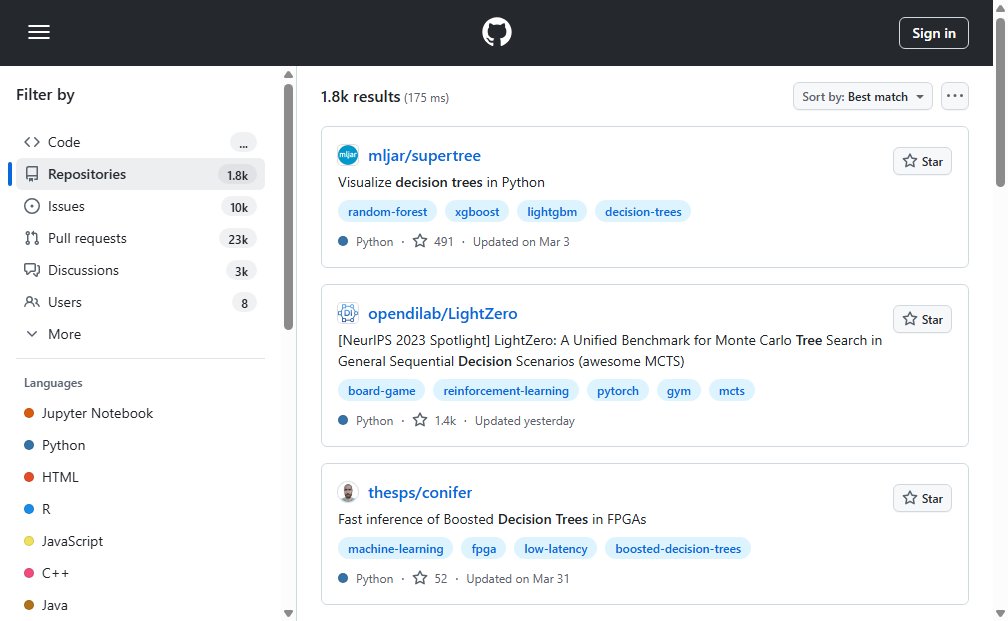 Sign in
Filter by
Code ...
Repositories 1.8k
Issues 10k
Pull requests 23k
Discussions 3k
Users 8
More
Languages
Jupyter Notebook
Python
HTML
R
JavaScript
C++
Java
1.8k results (175 ms)
Sort by: Best match
mljar
mljar/supertree
Star
Visualize decision trees in Python
random-forest xgboost lightgbm decision-trees
Python · 491 · Updated on Mar 3
DI
opendilab/LightZero
Star
[NeurIPS 2023 Spotlight] LightZero: A Unified Benchmark for Monte Carlo Tree Search in
General Sequential Decision Scenarios (awesome MCTS)
board-game reinforcement-learning pytorch gym mcts
Python · 1.4k · Updated yesterday
thesps/conifer
Star
Fast inference of Boosted Decision Trees in FPGAs
machine-learning fpga low-latency boosted-decision-trees
Python · 52 · Updated on Mar 31